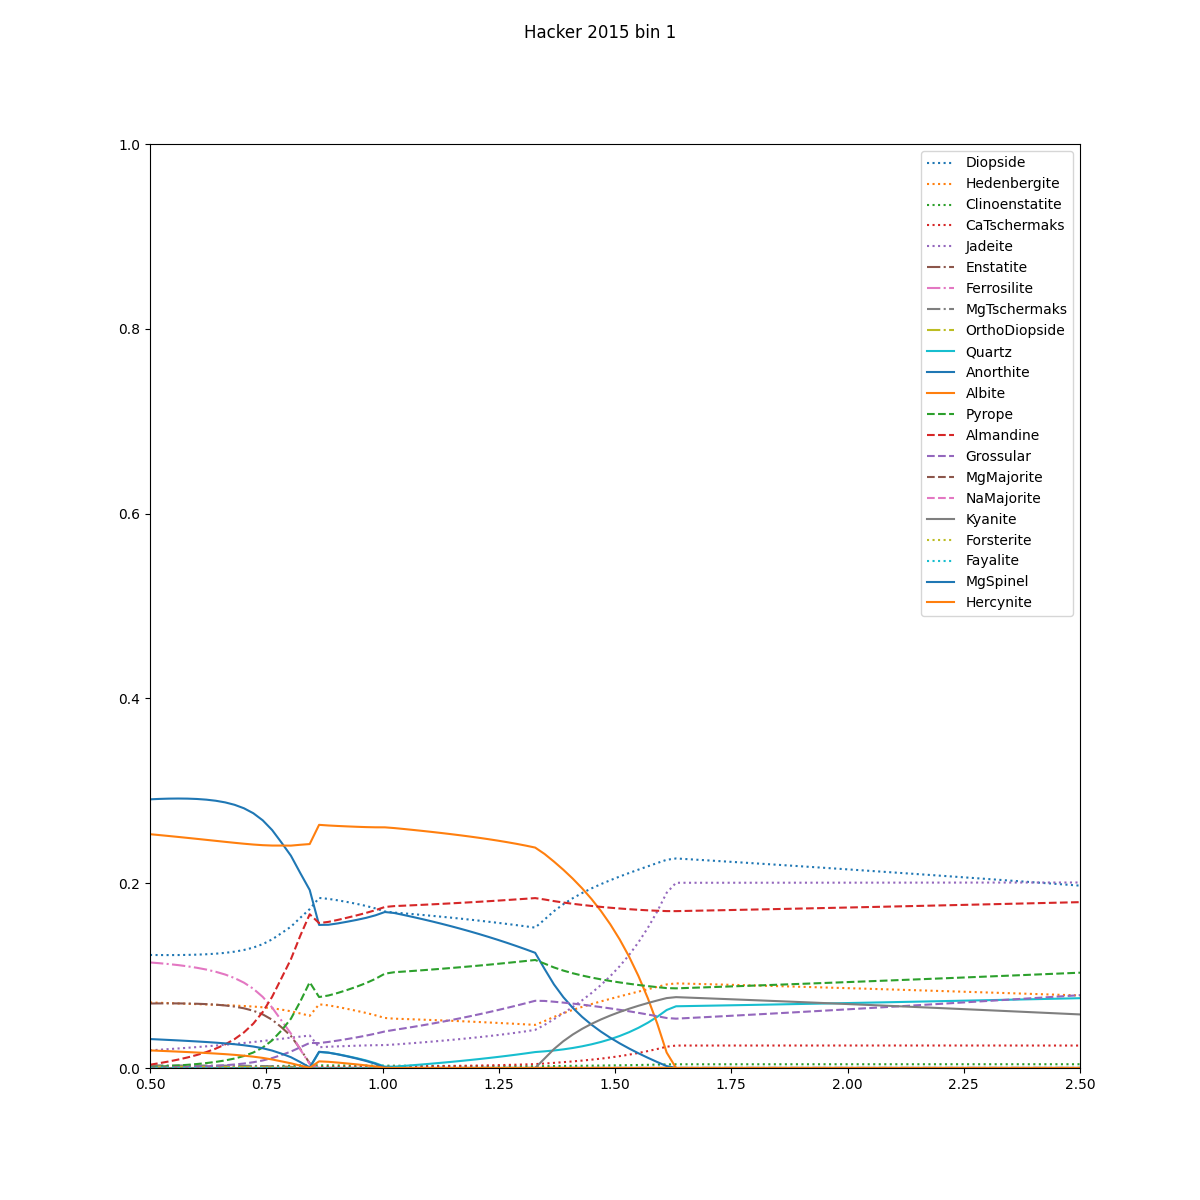 Hacker 2015 bin 1
1.0
0.8
0.6
0.4
0.2
0.0
0.50
0.75
1.00
1.25
1.50
1.75
2.00
2.25
2.50
Diopside
Hedenbergite
Clinoenstatite
CaTschermaks
Jadeite
Enstatite
Ferrosilite
MgTschermaks
OrthoDiopside
Quartz
Anorthite
Albite
Pyrope
Almandine
Grossular
MgMajorite
NaMajorite
Kyanite
Forsterite
Fayalite
MgSpinel
Hercynite